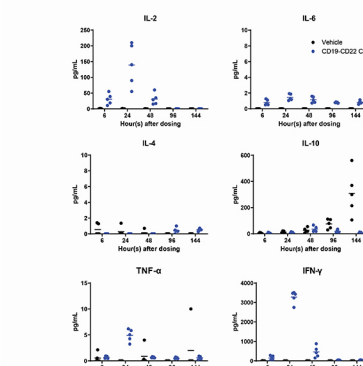 IL-2
250
200
150
100
50
0
pg/mL
6 24 48 96 144
Hour(s) after dosing
IL-6
10
8
6
4
2
0
pg/mL
6 24 48 96 144
Hour(s) after dosing
Vehicle
CD19-CD22 C
IL-4
10
8
6
4
2
0
pg/mL
6 24 48 96 144
Hour(s) after dosing
IL-10
600
400
200
0
pg/mL
6 24 48 96 144
Hour(s) after dosing
TNF-α
15
10
5
0
pg/mL
IFN-γ
4000
3000
2000
1000
0
pg/mL